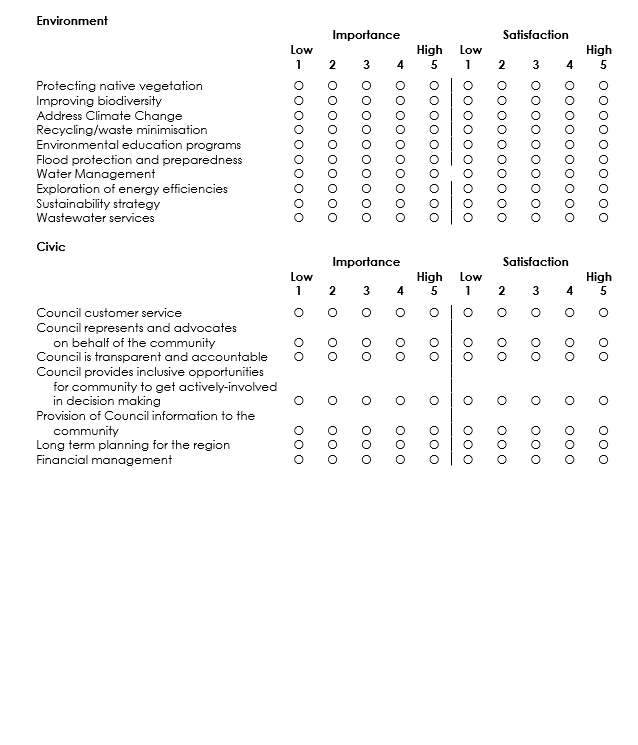 Environment
Importance Satisfaction
Low High Low High
1 2 3 4 5 1 2 3 4 5
Protecting native vegetation
Improving biodiversity
Address Climate Change
Recycling/waste minimisation
Environmental education programs
Flood protection and preparedness
Water Management
Exploration of energy efficiencies
Sustainability strategy
Wastewater services
Civic
Importance Satisfaction
Low High Low High
1 2 3 4 5 1 2 3 4 5
Council customer service
Council represents and advocates
on behalf of the community
Council is transparent and accountable
Council provides inclusive opportunities
for community to get actively-involved
in decision making
Provision of Council information to the
community
Long term planning for the region
Financial management